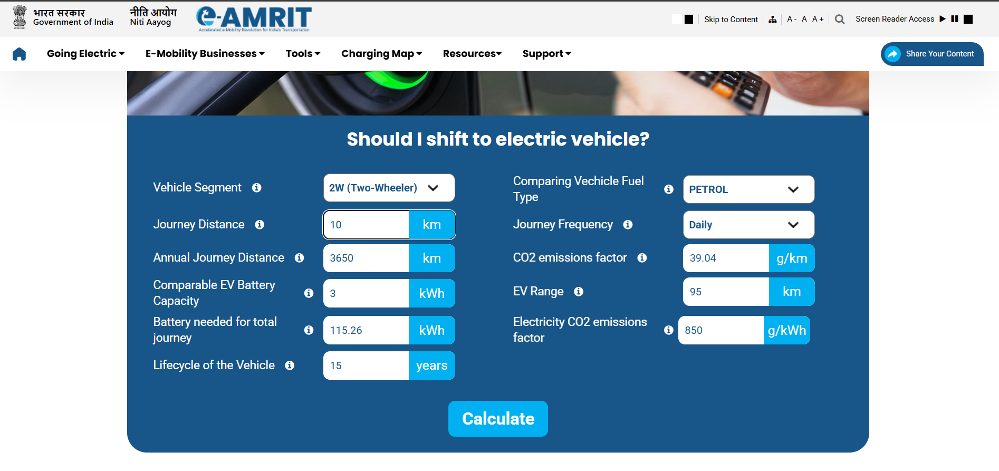 भारत सरकार
Government of India
नीति आयोग
Niti Aayog
e-AMRIT
Accelerated e-Mobility Revolution for India's Transportation
Skip to Content
A - A A +
Screen Reader Access
Going Electric
E-Mobility Businesses
Tools
Charging Map
Resources
Support
Share Your Content
Should I shift to electric vehicle?
Vehicle Segment
2W (Two-Wheeler)
Comparing Vechicle Fuel
Type
PETROL
Journey Distance
10 km
Journey Frequency
Daily
Annual Journey Distance
3650 km
CO2 emissions factor
39.04 g/km
Comparable EV Battery
Capacity
3 kWh
EV Range
95 km
Battery needed for total
journey
115.26 kWh
Electricity CO2 emissions
factor
850 g/kWh
Lifecycle of the Vehicle
15 years
Calculate